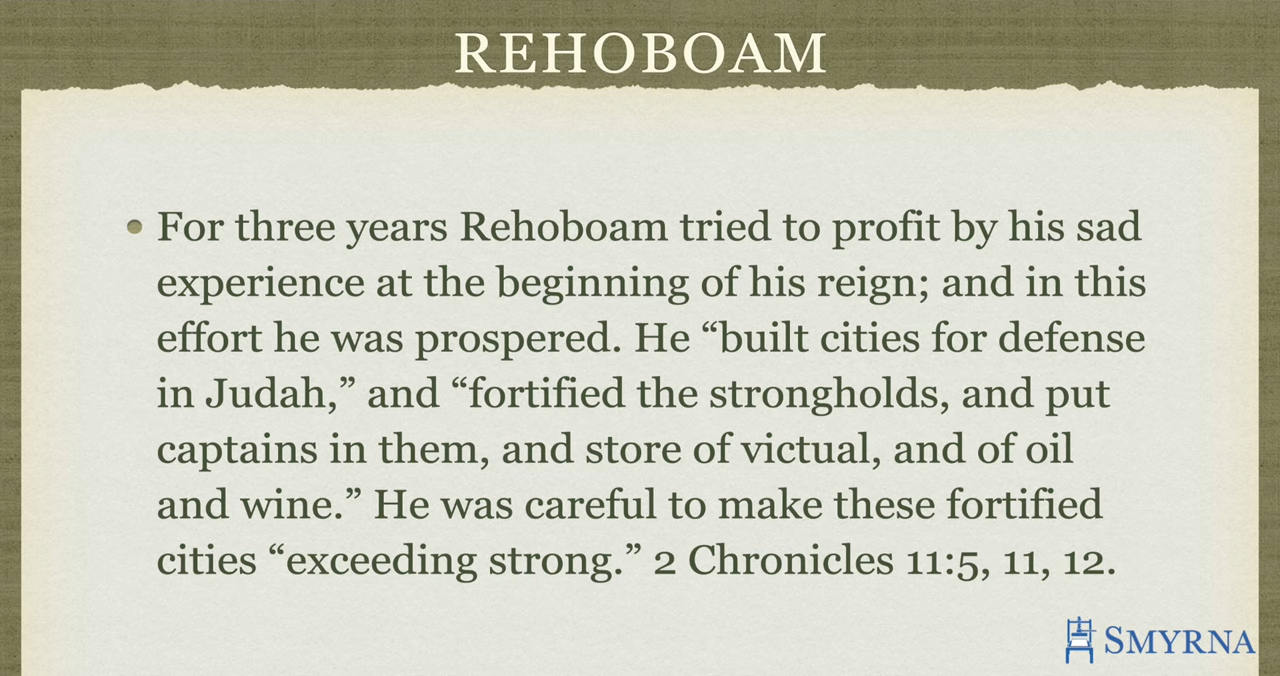 REHOBOAM
• For three years Rehoboam tried to profit by his sad
experience at the beginning of his reign; and in this
effort he was prospered. He “built cities for defense
in Judah,” and “fortified the strongholds, and put
captains in them, and store of victual, and of oil
and wine.” He was careful to make these fortified
cities “exceeding strong.” 2 Chronicles 11:5, 11, 12.
SMYRNA